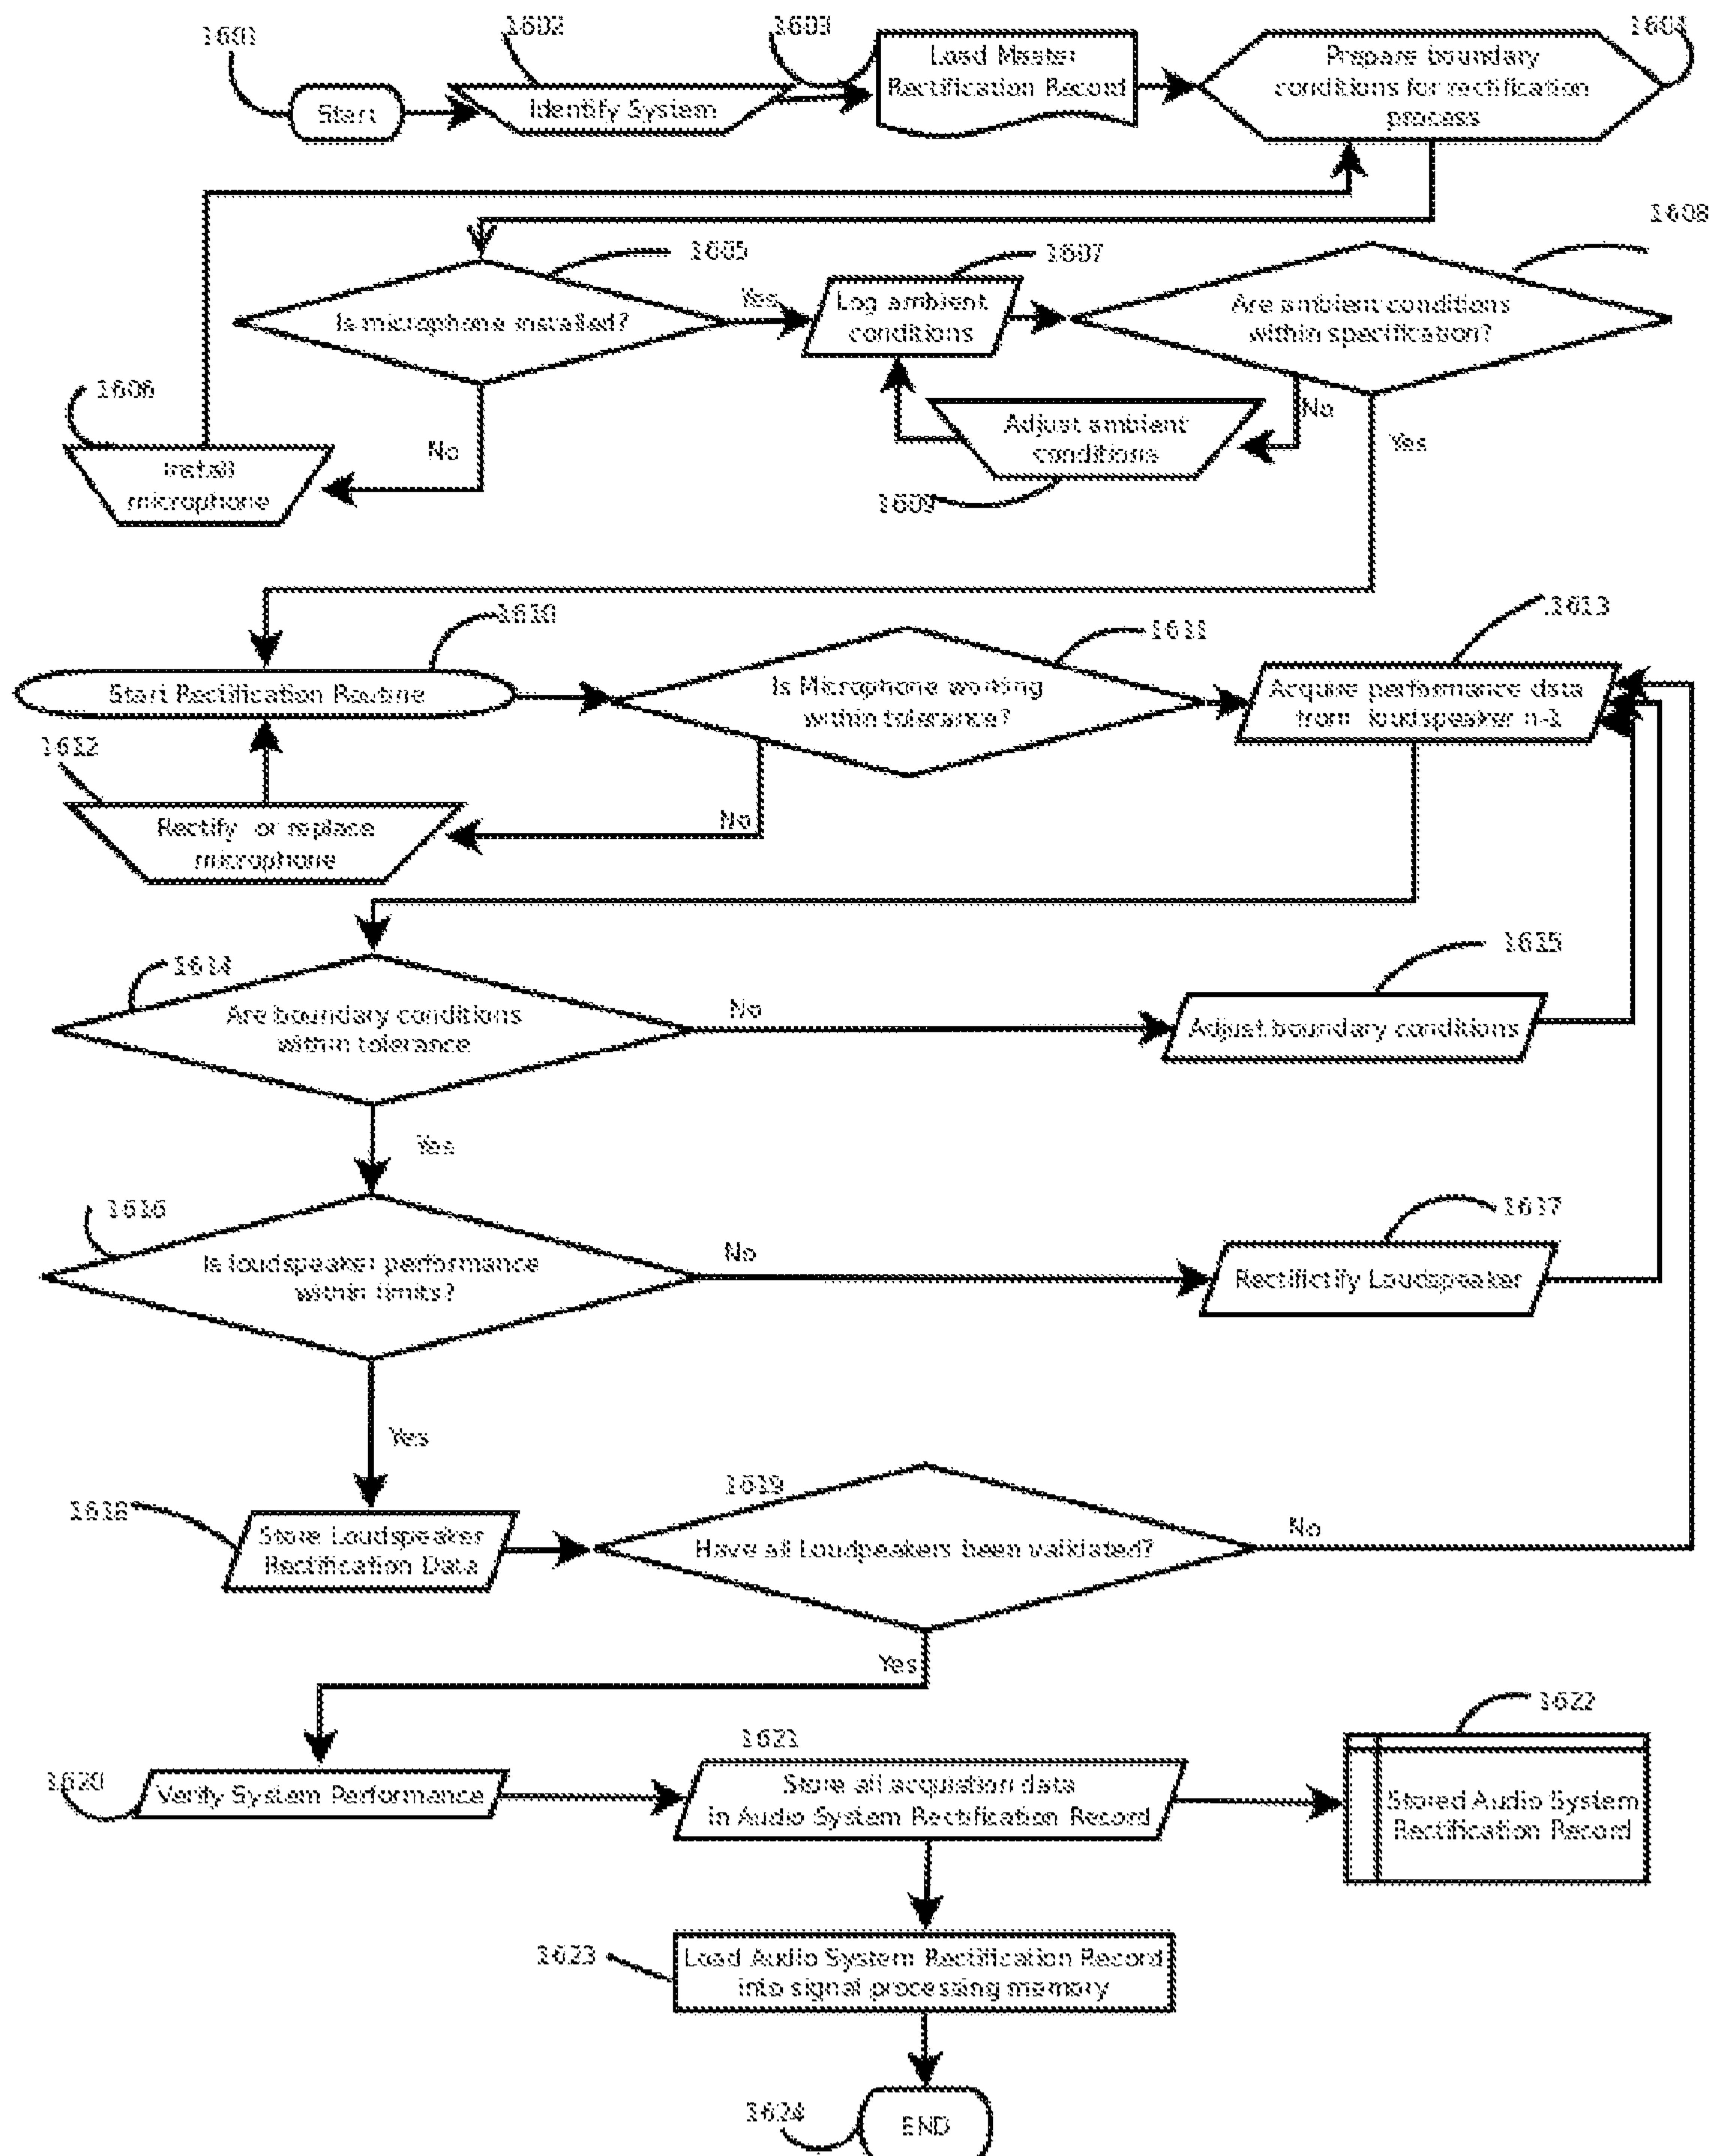 1601
1602
1603
1604
Start
Identify System
Load Master
Rectification Record
Prepare boundary
conditions for rectification
process
1605
1607
1608
Is microphone installed?
Yes
Log ambient
conditions
Are ambient conditions
within specification?
1606
No
Install
microphone
Adjust ambient
conditions
No
Yes
1609
1610
1611
1613
Start Rectification Routine
Is Microphone working
within tolerance?
Acquire performance data
from loudspeaker n-1
1612
Rectify or replace
microphone
No
1614
Are boundary conditions
within tolerance
No
1615
Adjust boundary conditions
Yes
1616
Is loudspeaker performance
within limits?
No
1617
Rectifictify Loudspeaker
Yes
1618
Store Loudspeaker
Rectification Data
1619
Have all Loudpeakers been validated?
No
Yes
1620
Verify System Performance
1621
Store all acquistion data
in Audio System Rectification Record
1622
Stored Audio System
Rectification Record
1623
Load Audio System Rectification Record
into signal processing memory
1624
END